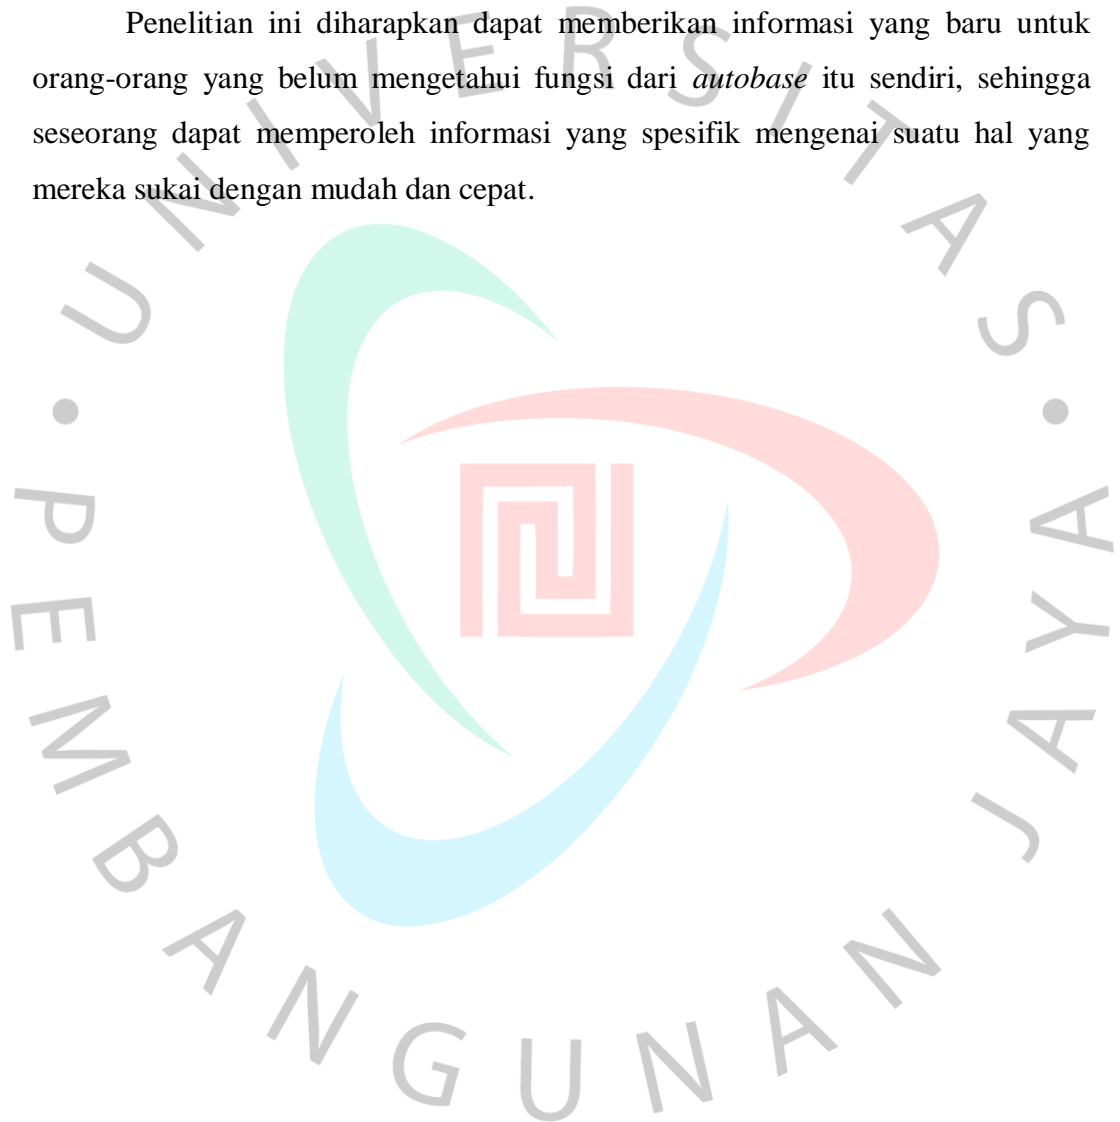 Penelitian ini diharapkan dapat memberikan informasi yang baru untuk
orang-orang yang belum mengetahui fungsi dari autobase itu sendiri, sehingga
seseorang dapat memperoleh informasi yang spesifik mengenai suatu hal yang
mereka sukai dengan mudah dan cepat.
UNIVERSITAS • PEMBANGUNAN JAYA •